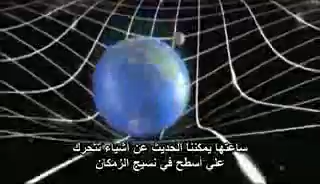 ساعتها يمكننا الحديث عن أشياء تتحرك
على أسطح في نسيج الزمكان